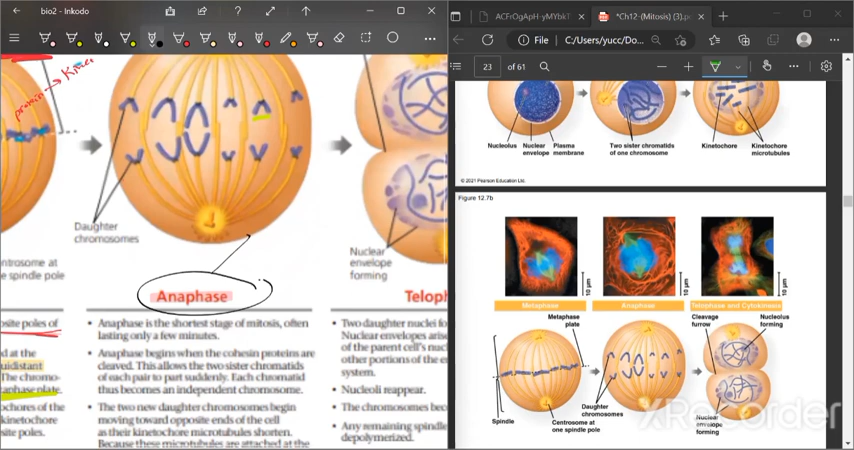 bio2 - Inkodo
protein → Kinet
Daughter
chromosomes
ntrosome at
e spindle pole
Nuclear
envelope
forming
Anaphase
Teloph
osite poles of
d at the
uidistant
The chromo-
aphase plate.
ochores of the
kinetochore
site poles.
• Anaphase is the shortest stage of mitosis, often
lasting only a few minutes.
• Anaphase begins when the cohesin proteins are
cleaved. This allows the two sister chromatids
of each pair to part suddenly. Each chromatid
thus becomes an independent chromosome.
• The two new daughter chromosomes begin
moving toward opposite ends of the cell
as their kinetochore microtubules shorten.
Because these microtubules are attached at the
• Two daughter nuclei fo
Nuclear envelopes aris
of the parent cell's nucl
other portions of the e
system.
• Nucleoli reappear.
• The chromosomes bec
• Any remaining spindle
depolymerized.
ACFrOgApH-yMYbkT
*Ch12-(Mitosis) (3).p
File
C:/Users/yucc/Do...
23 of 61
Nucleolus
Nuclear
envelope
Plasma
membrane
Two sister chromatids
of one chromosome
Kinetochore
Kinetochore
microtubules
© 2021 Pearson Education Ltd.
Figure 12.7b
10 µm
10 µm
10 µm
Metaphase
Anaphase
Telophase and Cytokinesis
Metaphase
plate
Cleavage
furrow
Nucleolus
forming
Spindle
Centrosome at
one spindle pole
Daughter
chromosomes
Nuclear
envelope
forming
XRecorder